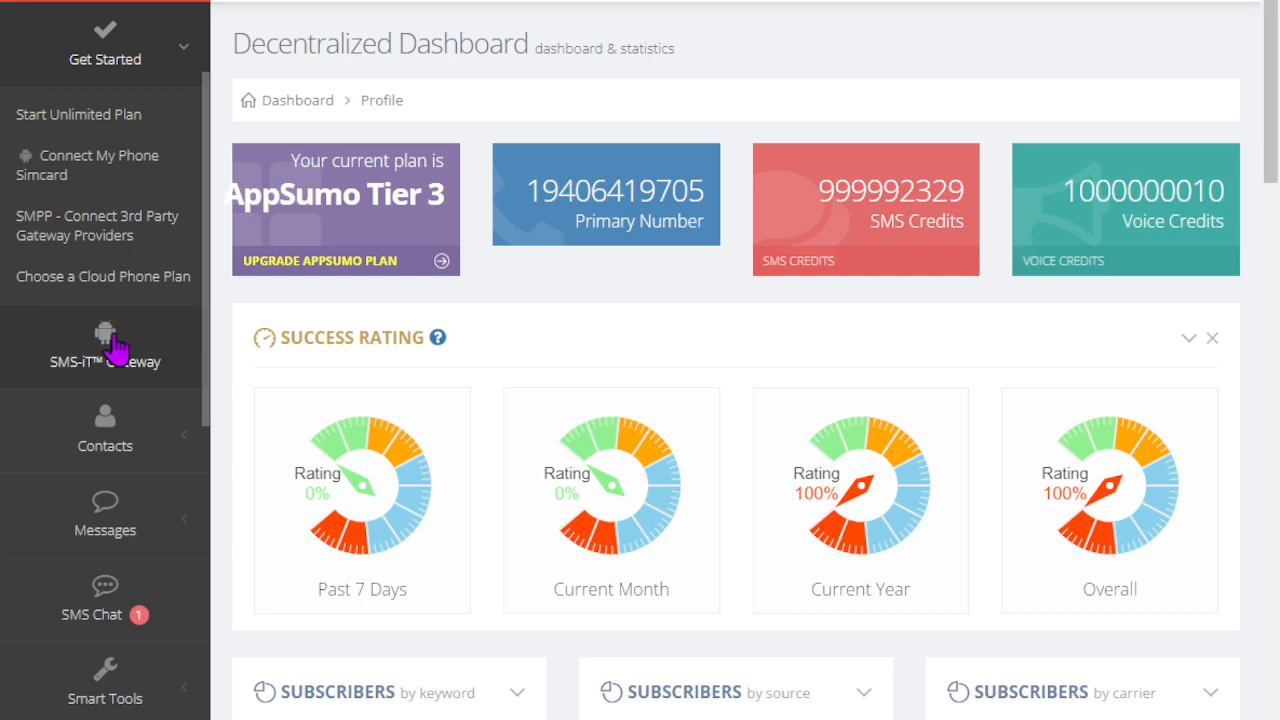 Get Started
Start Unlimited Plan
Connect My Phone
Simcard
SMPP - Connect 3rd Party
Gateway Providers
Choose a Cloud Phone Plan
SMS-iT™ Gateway
Contacts
Messages
SMS Chat 1
Smart Tools
Decentralized Dashboard dashboard & statistics
Dashboard > Profile
Your current plan is
AppSumo Tier 3
UPGRADE APPSUMO PLAN
19406419705
Primary Number
999992329
SMS Credits
SMS CREDITS
1000000010
Voice Credits
VOICE CREDITS
SUCCESS RATING ?
Rating
0%
Past 7 Days
Rating
0%
Current Month
Rating
100%
Current Year
Rating
100%
Overall
SUBSCRIBERS by keyword
SUBSCRIBERS by source
SUBSCRIBERS by carrier